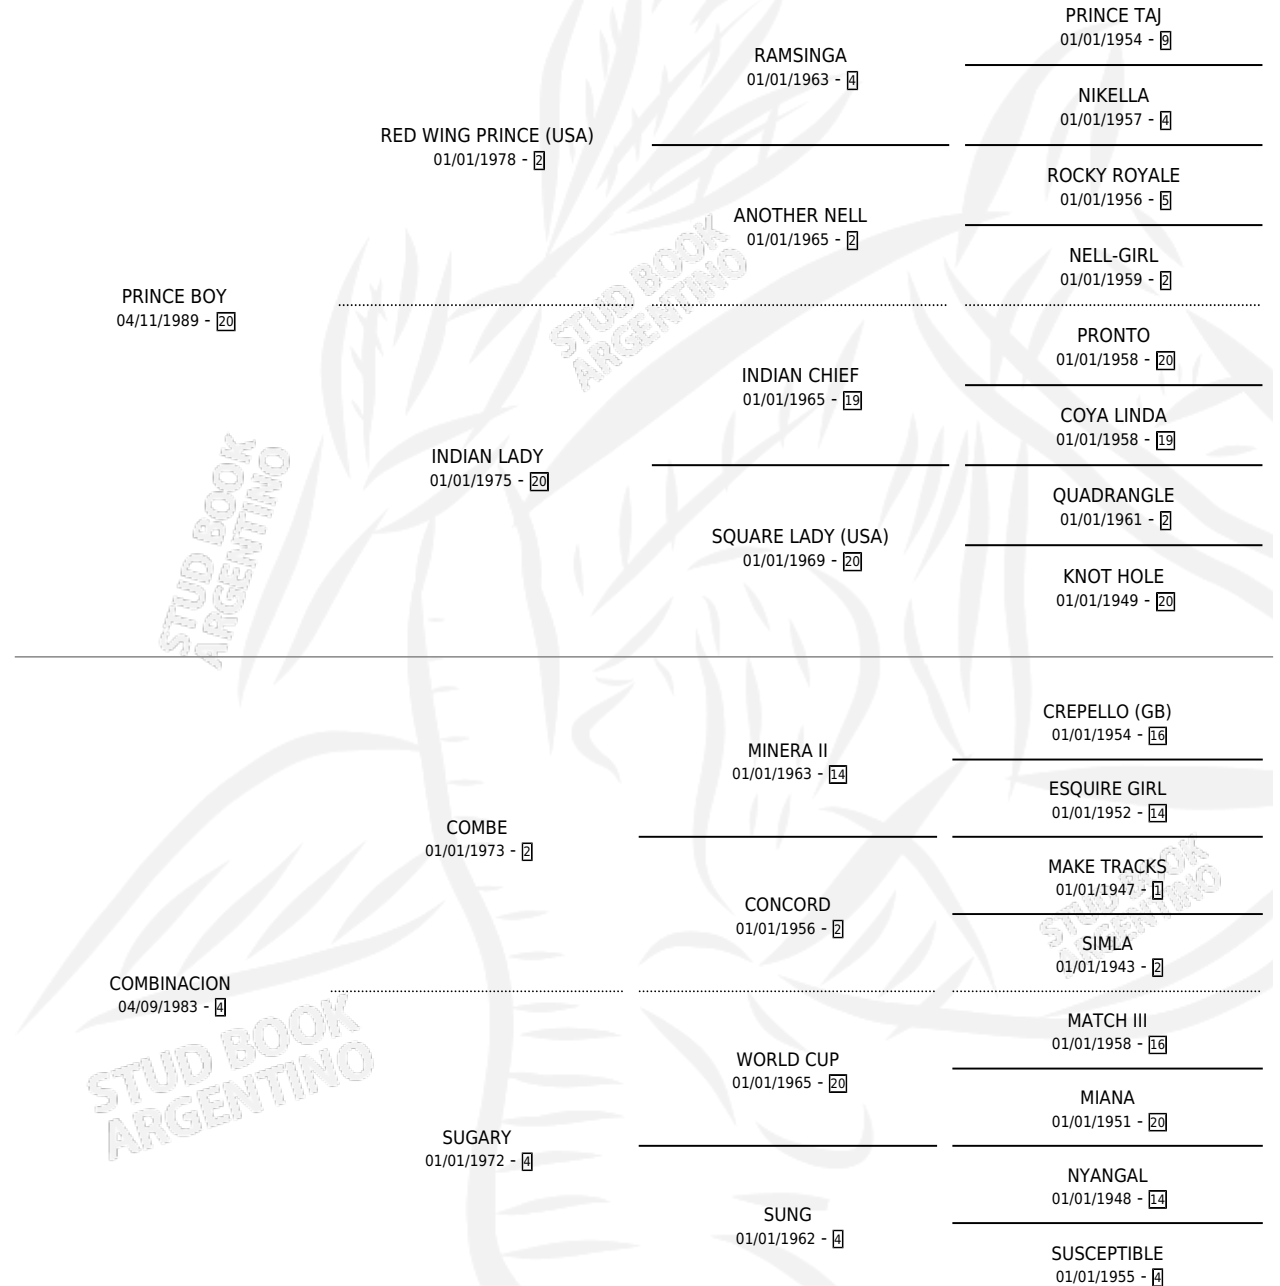 PRINCE TAJ
01/01/1954 - 9
RAMSINGA
01/01/1963 - 4
NIKELLA
01/01/1957 - 4
RED WING PRINCE (USA)
01/01/1978 - 2
ROCKY ROYALE
01/01/1956 - 5
ANOTHER NELL
01/01/1965 - 2
NELL-GIRL
01/01/1959 - 2
PRINCE BOY
04/11/1989 - 20
PRONTO
01/01/1958 - 20
INDIAN CHIEF
01/01/1965 - 19
COYA LINDA
01/01/1958 - 19
INDIAN LADY
01/01/1975 - 20
QUADRANGLE
01/01/1961 - 2
SQUARE LADY (USA)
01/01/1969 - 20
KNOT HOLE
01/01/1949 - 20
CREPELLO (GB)
01/01/1954 - 16
MINERA II
01/01/1963 - 14
ESQUIRE GIRL
01/01/1952 - 14
COMBE
01/01/1973 - 2
MAKE TRACKS
01/01/1947 - 1
CONCORD
01/01/1956 - 2
SIMLA
01/01/1943 - 2
COMBINACION
04/09/1983 - 4
MATCH III
01/01/1958 - 16
WORLD CUP
01/01/1965 - 20
MIANA
01/01/1951 - 20
SUGARY
01/01/1972 - 4
NYANGAL
01/01/1948 - 14
SUNG
01/01/1962 - 4
SUSCEPTIBLE
01/01/1955 - 4
STUD BOOK
ARGENTINO
STUD BOOK
ARGENTINO
STUD BOOK
ARGENTINO
STUD BOOK
ARGENTINO